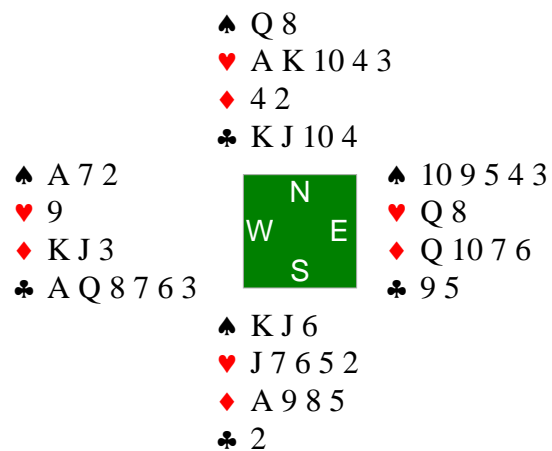 ♠ Q 8
♥ A K 10 4 3
♦ 4 2
♣ K J 10 4
♠ A 7 2
♥ 9
♦ K J 3
♣ A Q 8 7 6 3
N
W E
S
♠ 10 9 5 4 3
♥ Q 8
♦ Q 10 7 6
♣ 9 5
♠ K J 6
♥ J 7 6 5 2
♦ A 9 8 5
♣ 2